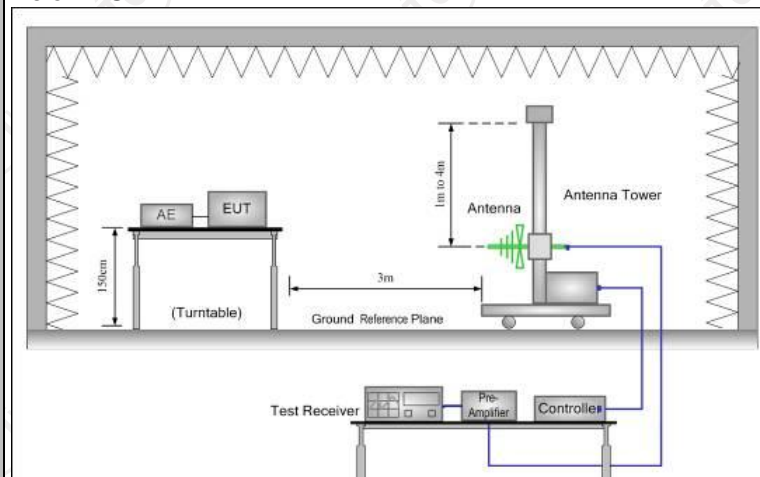 1m to 4m
Antenna Tower
Antenna
AE
EUT
150cm
3m
(Turntable)
Ground Reference Plane
Test Receiver
Pre-
Amplifier
Controller